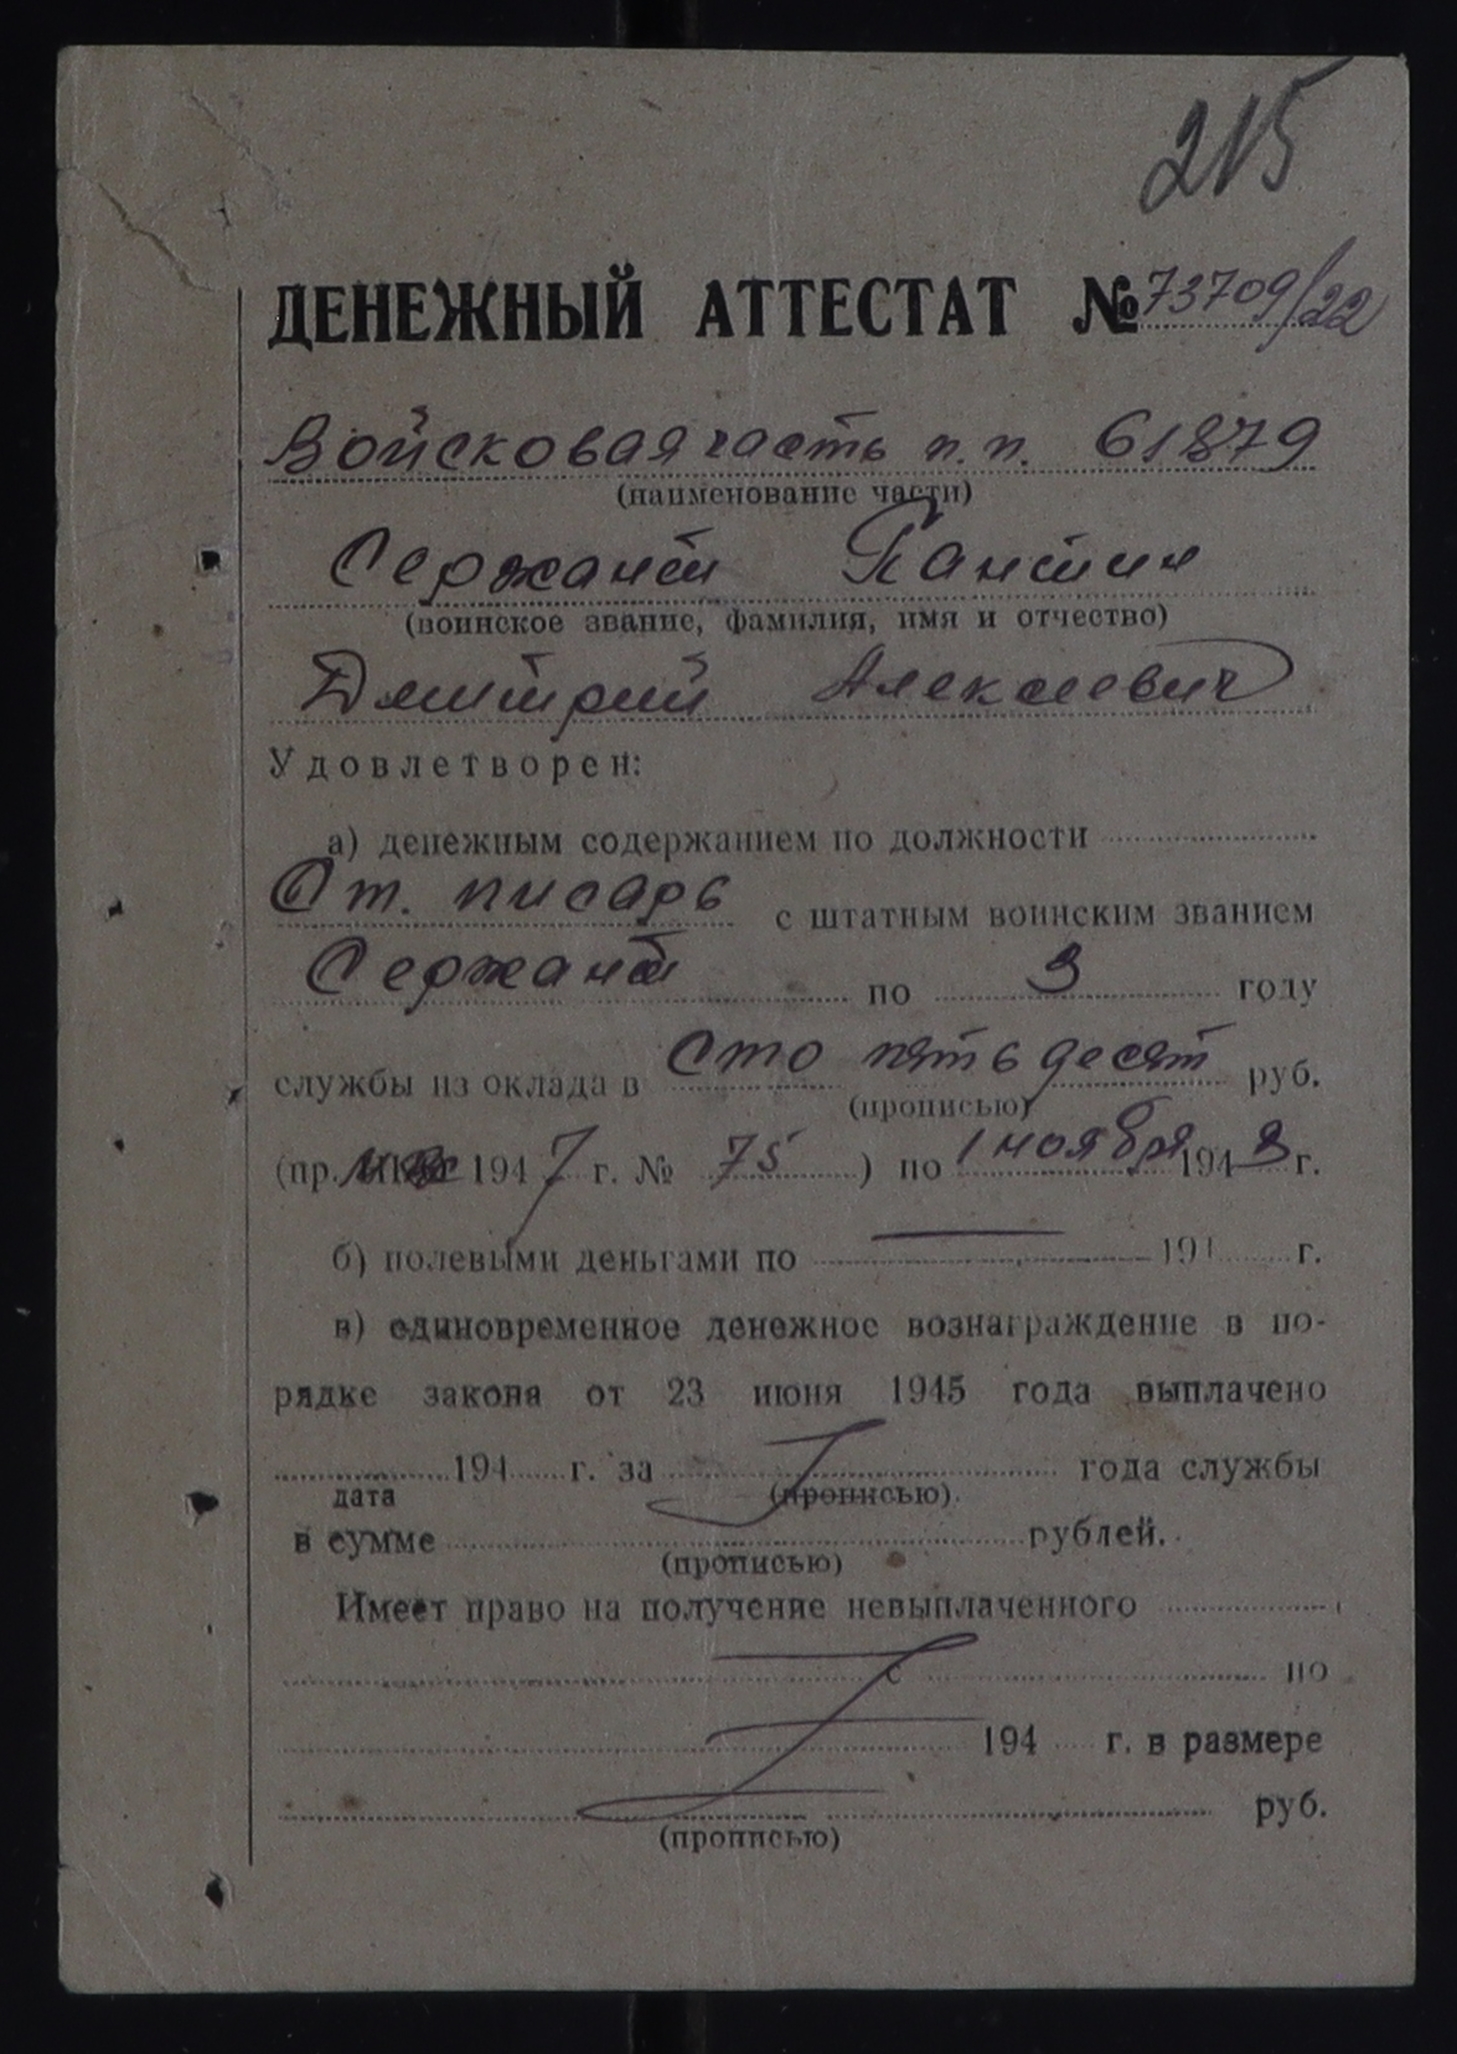 215
ДЕНЕЖНЫЙ АТТЕСТАТ № 73709/22
Войсковая часть п.п. 61879
(наименование части)
Сержант Пантин
(воинское звание, фамилия, имя и отчество)
Дмитрий Алексеевич
Удовлетворен:
а) денежным содержанием по должности
Ст. писарь с штатным воинским званием
Сержант по 3 году
службы из оклада в сто пятьдесят руб.
(прописью)
(пр. 1947 г. № 75) по 1 ноября 1948 г.
б) полевыми деньгами по — 194 г.
в) единовременное денежное вознаграждение в по-
рядке закона от 23 июня 1945 года выплачено
194 г. за года службы
дата (прописью).
в сумме рублей.
(прописью)
Имеет право на получение невыплаченного
с по
194 г. в размере
руб.
(прописью)